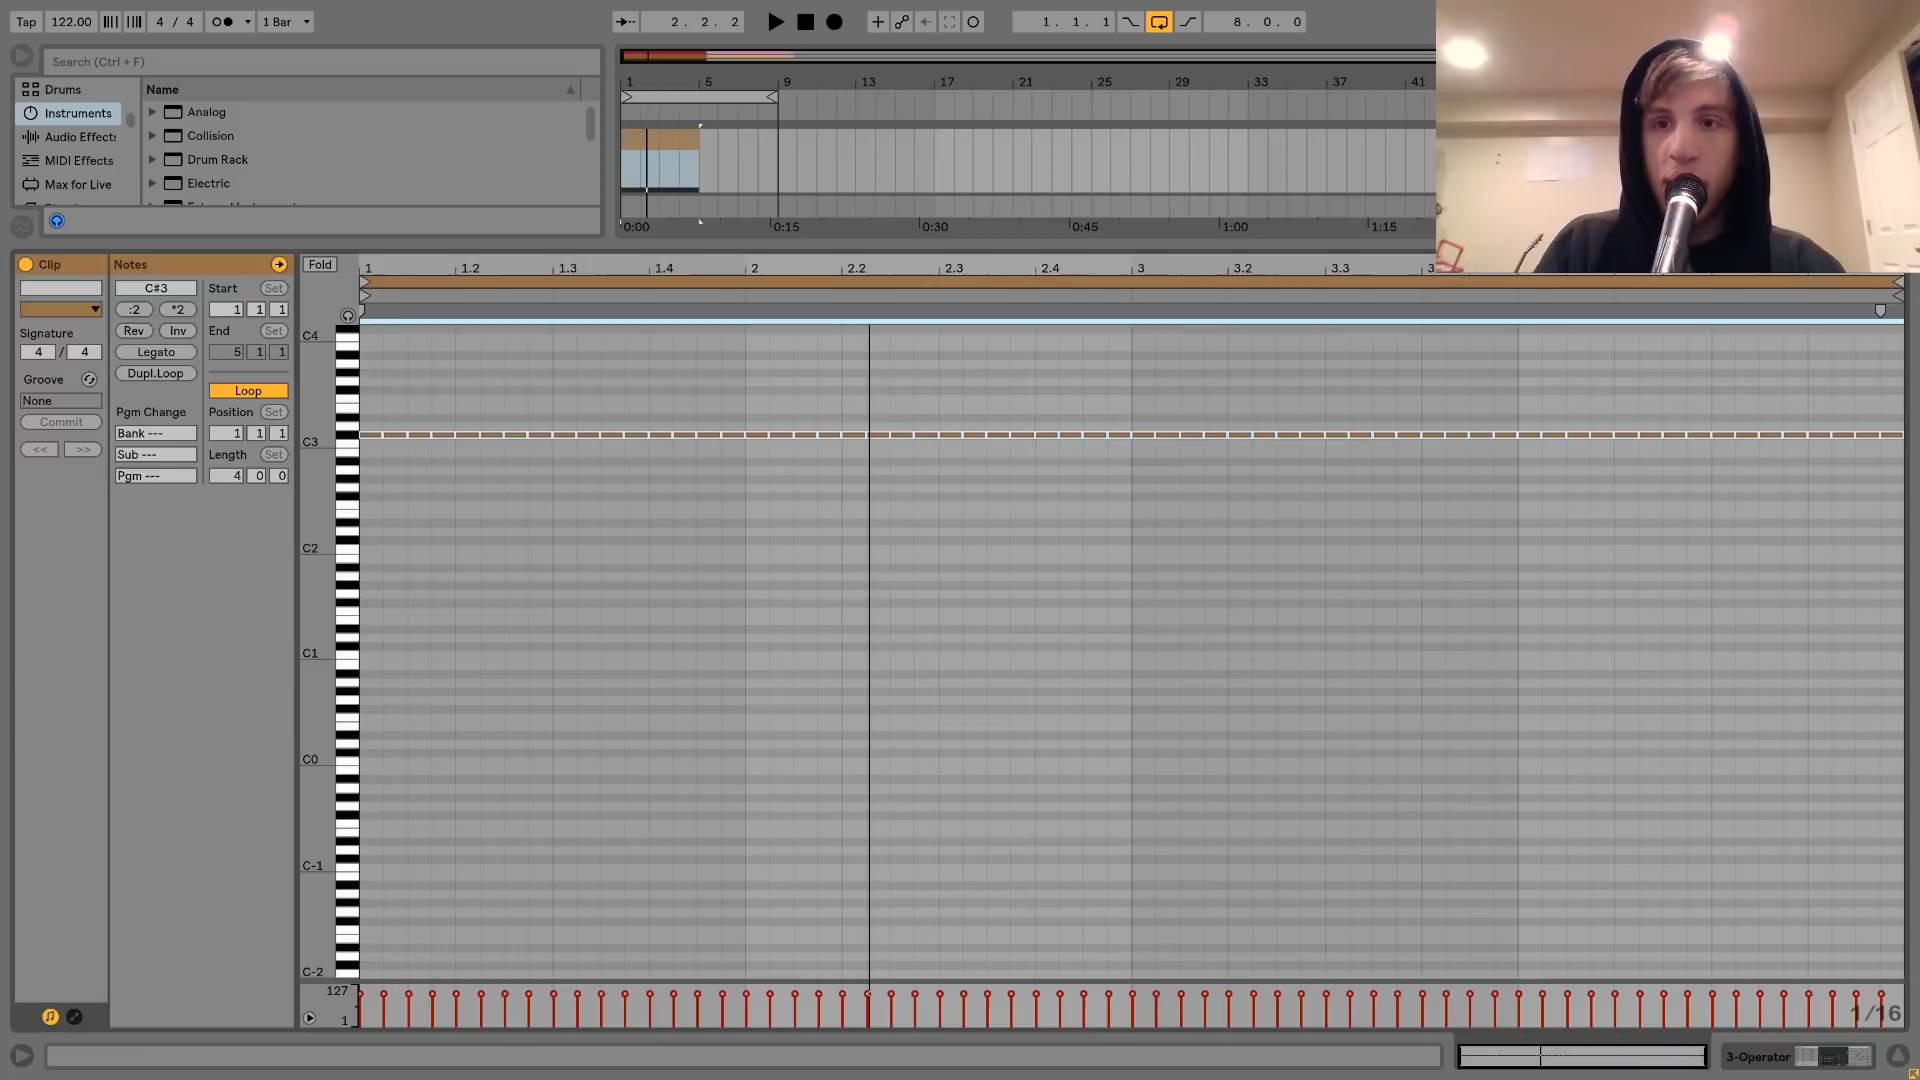 Tap 122.00 4 / 4 1 Bar 2. 2. 2 1. 1. 1 8. 0. 0
Search (Ctrl + F)
Drums
Instruments
Audio Effects
MIDI Effects
Max for Live
Name
Analog
Collision
Drum Rack
Electric
1 5 9 13 17 21 25 29 33 37 41
0:00 0:15 0:30 0:45 1:00 1:15
Clip
Signature
4 / 4
Groove
None
Commit
<< >>
Notes
C#3
:2 *2
Rev Inv
Legato
Dupl.Loop
Pgm Change
Bank ---
Sub ---
Pgm ---
Start Set
1 1 1
End Set
5 1 1
Loop
Position Set
1 1 1
Length Set
4 0 0
Fold
1 1.2 1.3 1.4 2 2.2 2.3 2.4 3 3.2 3.3
C4
C3
C2
C1
C0
C-1
C-2
127
1
1/16
3-Operator